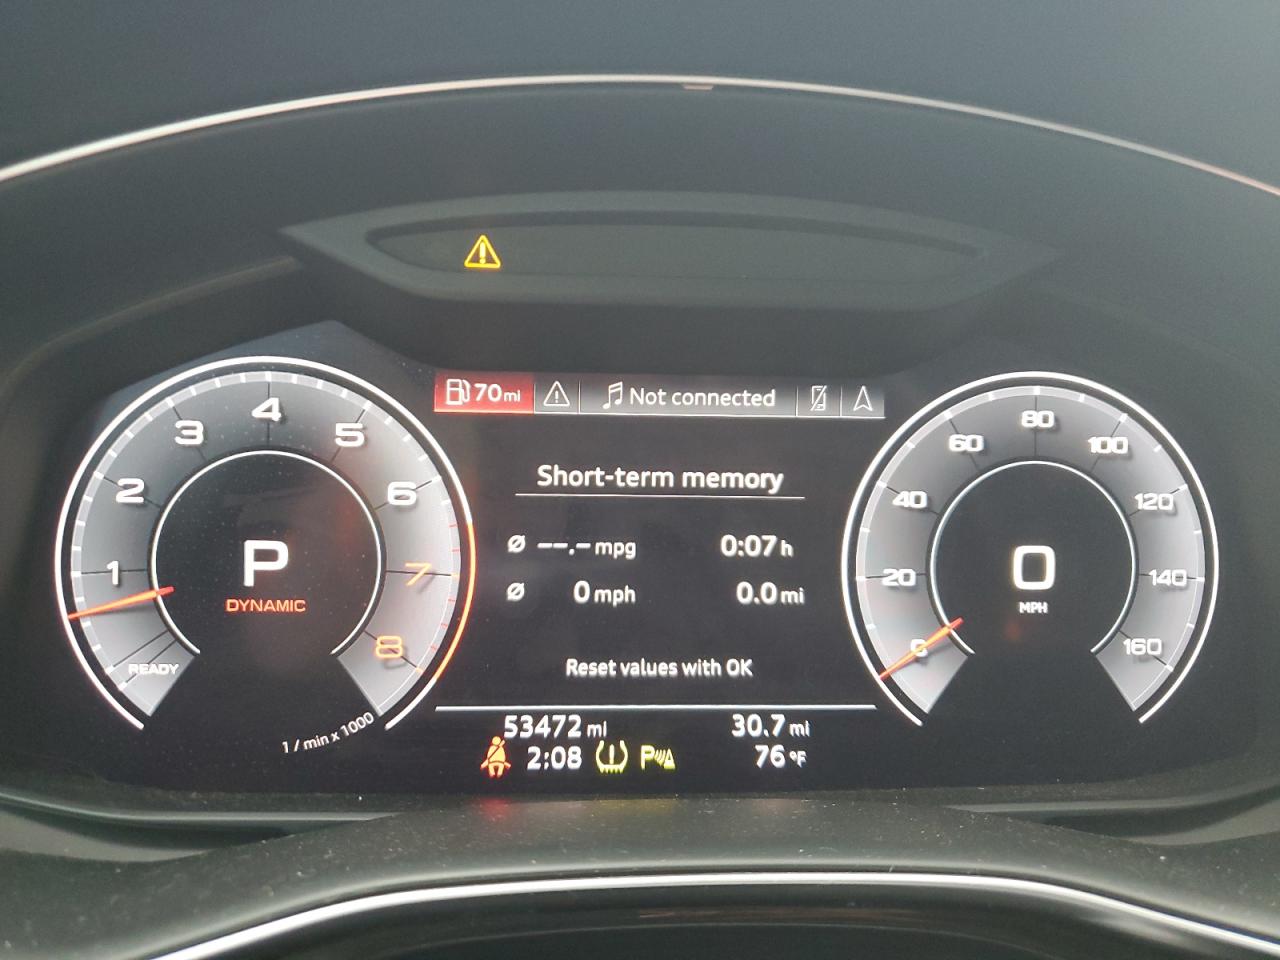 70 mi
Not connected
Short-term memory
Ø --.- mpg 0:07 h
Ø 0 mph 0.0 mi
Reset values with OK
53472 mi 30.7 mi
2:08 P 76 °F
1
2
3
4
5
6
7
8
READY
P
DYNAMIC
1 / min x 1000
0
20
40
60
80
100
120
140
160
0
MPH